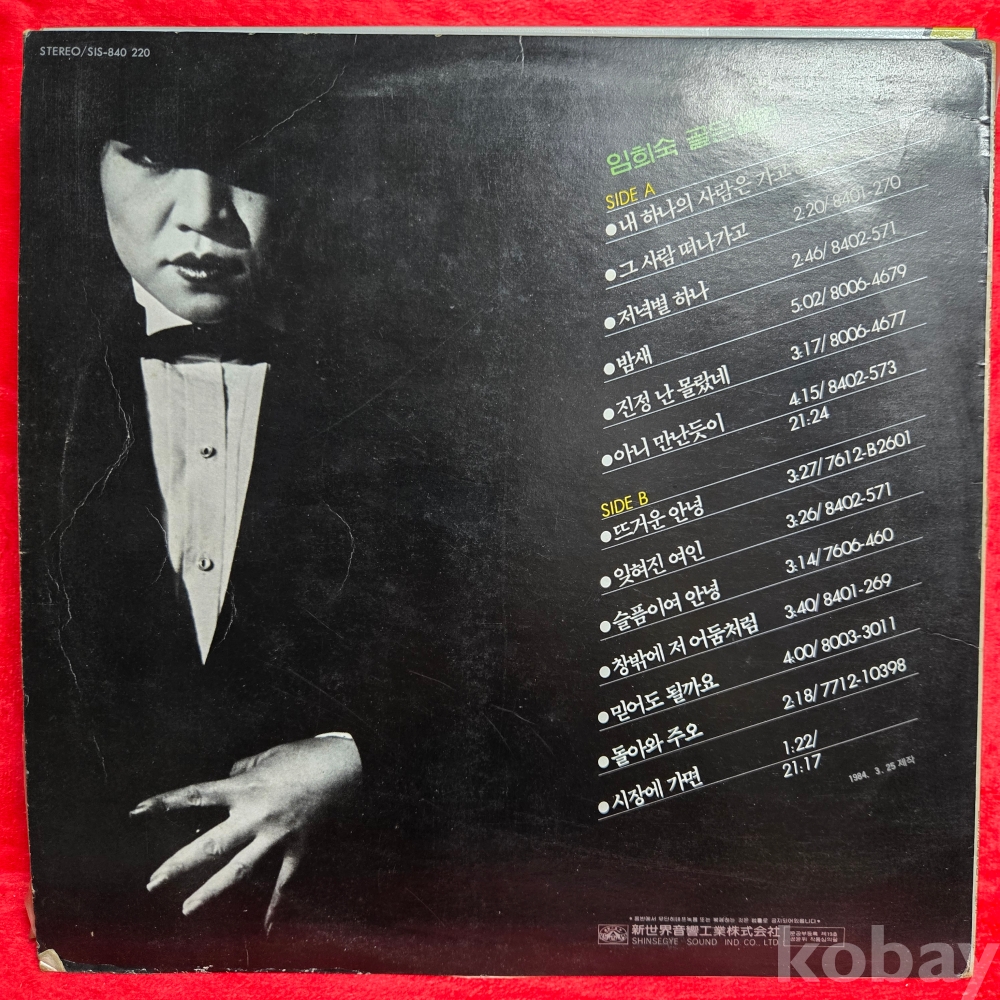 STEREO/SIS-840 220
임희숙 골든
SIDE A
●내 하나의 사람은 가고
●그 사람 떠나가고 2:20/8401-270
●저녁별 하나 2:46/8402-571
●밤새 5:02/8006-4679
●진정 난 몰랐네 3:17/8006-4677
●아니 만난듯이 4:15/8402-573
21:24
SIDE B
●뜨거운 안녕 3:27/7612-B2601
●잊혀진 여인 3:26/8402-571
●슬픔이여 안녕 3:14/7606-460
●창밖에 저 어둠처럼 3:40/8401-269
●믿어도 될까요 4:00/8003-3011
●돌아와 주오 2:18/7712-10398
●시장에 가면 1:22/
21:17
1984. 3. 25 제작
新世界音響工業株式会社
SHINSEGYE SOUND IND CO., LTD.
kobay